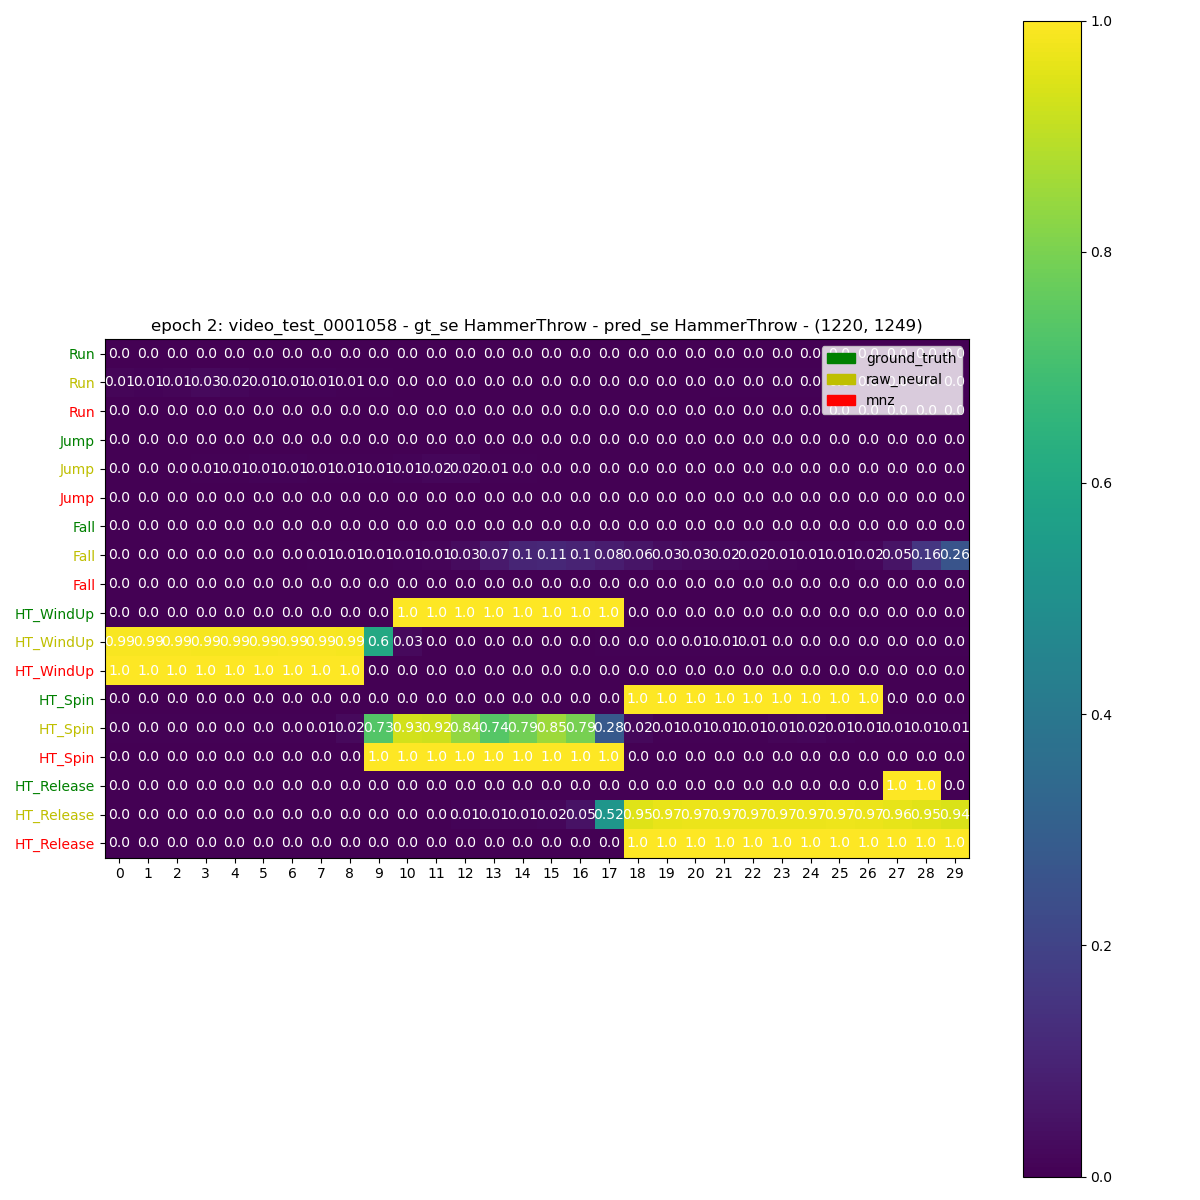 epoch 2: video_test_0001058 - gt_se HammerThrow - pred_se HammerThrow - (1220, 1249)
Run 0.0 0.0 0.0 0.0 0.0 0.0 0.0 0.0 0.0 0.0 0.0 0.0 0.0 0.0 0.0 0.0 0.0 0.0 0.0 0.0 0.0 0.0 0.0 0.0 0.0
ground_truth
Run 0.01 0.01 0.01 0.03 0.02 0.01 0.01 0.01 0.01 0.0 0.0 0.0 0.0 0.0 0.0 0.0 0.0 0.0 0.0 0.0 0.0 0.0 0.0 0.0 0.0
raw_neural
Run 0.0 0.0 0.0 0.0 0.0 0.0 0.0 0.0 0.0 0.0 0.0 0.0 0.0 0.0 0.0 0.0 0.0 0.0 0.0 0.0 0.0 0.0 0.0 0.0 0.0
mnz
Jump 0.0 0.0 0.0 0.0 0.0 0.0 0.0 0.0 0.0 0.0 0.0 0.0 0.0 0.0 0.0 0.0 0.0 0.0 0.0 0.0 0.0 0.0 0.0 0.0 0.0 0.0 0.0 0.0 0.0 0.0
Jump 0.0 0.0 0.0 0.01 0.01 0.01 0.01 0.01 0.01 0.01 0.01 0.02 0.02 0.01 0.0 0.0 0.0 0.0 0.0 0.0 0.0 0.0 0.0 0.0 0.0 0.0 0.0 0.0 0.0 0.0
Jump 0.0 0.0 0.0 0.0 0.0 0.0 0.0 0.0 0.0 0.0 0.0 0.0 0.0 0.0 0.0 0.0 0.0 0.0 0.0 0.0 0.0 0.0 0.0 0.0 0.0 0.0 0.0 0.0 0.0 0.0
Fall 0.0 0.0 0.0 0.0 0.0 0.0 0.0 0.0 0.0 0.0 0.0 0.0 0.0 0.0 0.0 0.0 0.0 0.0 0.0 0.0 0.0 0.0 0.0 0.0 0.0 0.0 0.0 0.0 0.0 0.0
Fall 0.0 0.0 0.0 0.0 0.0 0.0 0.0 0.01 0.01 0.01 0.01 0.01 0.03 0.07 0.1 0.11 0.1 0.08 0.06 0.03 0.03 0.02 0.02 0.01 0.01 0.01 0.02 0.05 0.16 0.26
Fall 0.0 0.0 0.0 0.0 0.0 0.0 0.0 0.0 0.0 0.0 0.0 0.0 0.0 0.0 0.0 0.0 0.0 0.0 0.0 0.0 0.0 0.0 0.0 0.0 0.0 0.0 0.0 0.0 0.0 0.0
HT_WindUp 0.0 0.0 0.0 0.0 0.0 0.0 0.0 0.0 0.0 0.0 1.0 1.0 1.0 1.0 1.0 1.0 1.0 1.0 0.0 0.0 0.0 0.0 0.0 0.0 0.0 0.0 0.0 0.0 0.0 0.0
HT_WindUp 0.99 0.99 0.99 0.99 0.99 0.99 0.99 0.99 0.99 0.6 0.03 0.0 0.0 0.0 0.0 0.0 0.0 0.0 0.0 0.0 0.01 0.01 0.01 0.0 0.0 0.0 0.0 0.0 0.0 0.0
HT_WindUp 1.0 1.0 1.0 1.0 1.0 1.0 1.0 1.0 1.0 0.0 0.0 0.0 0.0 0.0 0.0 0.0 0.0 0.0 0.0 0.0 0.0 0.0 0.0 0.0 0.0 0.0 0.0 0.0 0.0 0.0
HT_Spin 0.0 0.0 0.0 0.0 0.0 0.0 0.0 0.0 0.0 0.0 0.0 0.0 0.0 0.0 0.0 0.0 0.0 0.0 1.0 1.0 1.0 1.0 1.0 1.0 1.0 1.0 1.0 0.0 0.0 0.0
HT_Spin 0.0 0.0 0.0 0.0 0.0 0.0 0.0 0.01 0.02 0.73 0.93 0.92 0.84 0.74 0.79 0.85 0.79 0.28 0.02 0.01 0.01 0.01 0.01 0.01 0.02 0.01 0.01 0.01 0.01 0.01
HT_Spin 0.0 0.0 0.0 0.0 0.0 0.0 0.0 0.0 0.0 1.0 1.0 1.0 1.0 1.0 1.0 1.0 1.0 1.0 0.0 0.0 0.0 0.0 0.0 0.0 0.0 0.0 0.0 0.0 0.0 0.0
HT_Release 0.0 0.0 0.0 0.0 0.0 0.0 0.0 0.0 0.0 0.0 0.0 0.0 0.0 0.0 0.0 0.0 0.0 0.0 0.0 0.0 0.0 0.0 0.0 0.0 0.0 0.0 0.0 1.0 1.0 0.0
HT_Release 0.0 0.0 0.0 0.0 0.0 0.0 0.0 0.0 0.0 0.0 0.0 0.0 0.01 0.01 0.01 0.02 0.05 0.52 0.95 0.97 0.97 0.97 0.97 0.97 0.97 0.97 0.97 0.96 0.95 0.94
HT_Release 0.0 0.0 0.0 0.0 0.0 0.0 0.0 0.0 0.0 0.0 0.0 0.0 0.0 0.0 0.0 0.0 0.0 0.0 1.0 1.0 1.0 1.0 1.0 1.0 1.0 1.0 1.0 1.0 1.0 1.0
0 1 2 3 4 5 6 7 8 9 10 11 12 13 14 15 16 17 18 19 20 21 22 23 24 25 26 27 28 29
1.0
0.8
0.6
0.4
0.2
0.0